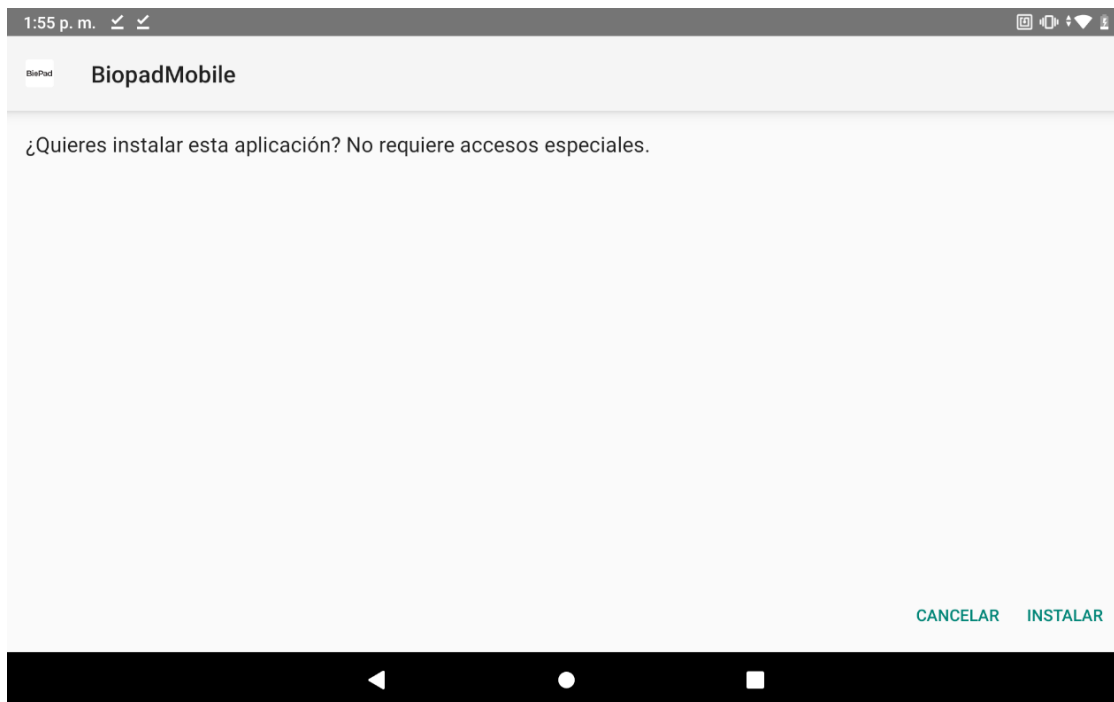 1:55 p. m.
BioPad
BiopadMobile
¿Quieres instalar esta aplicación? No requiere accesos especiales.
CANCELAR INSTALAR